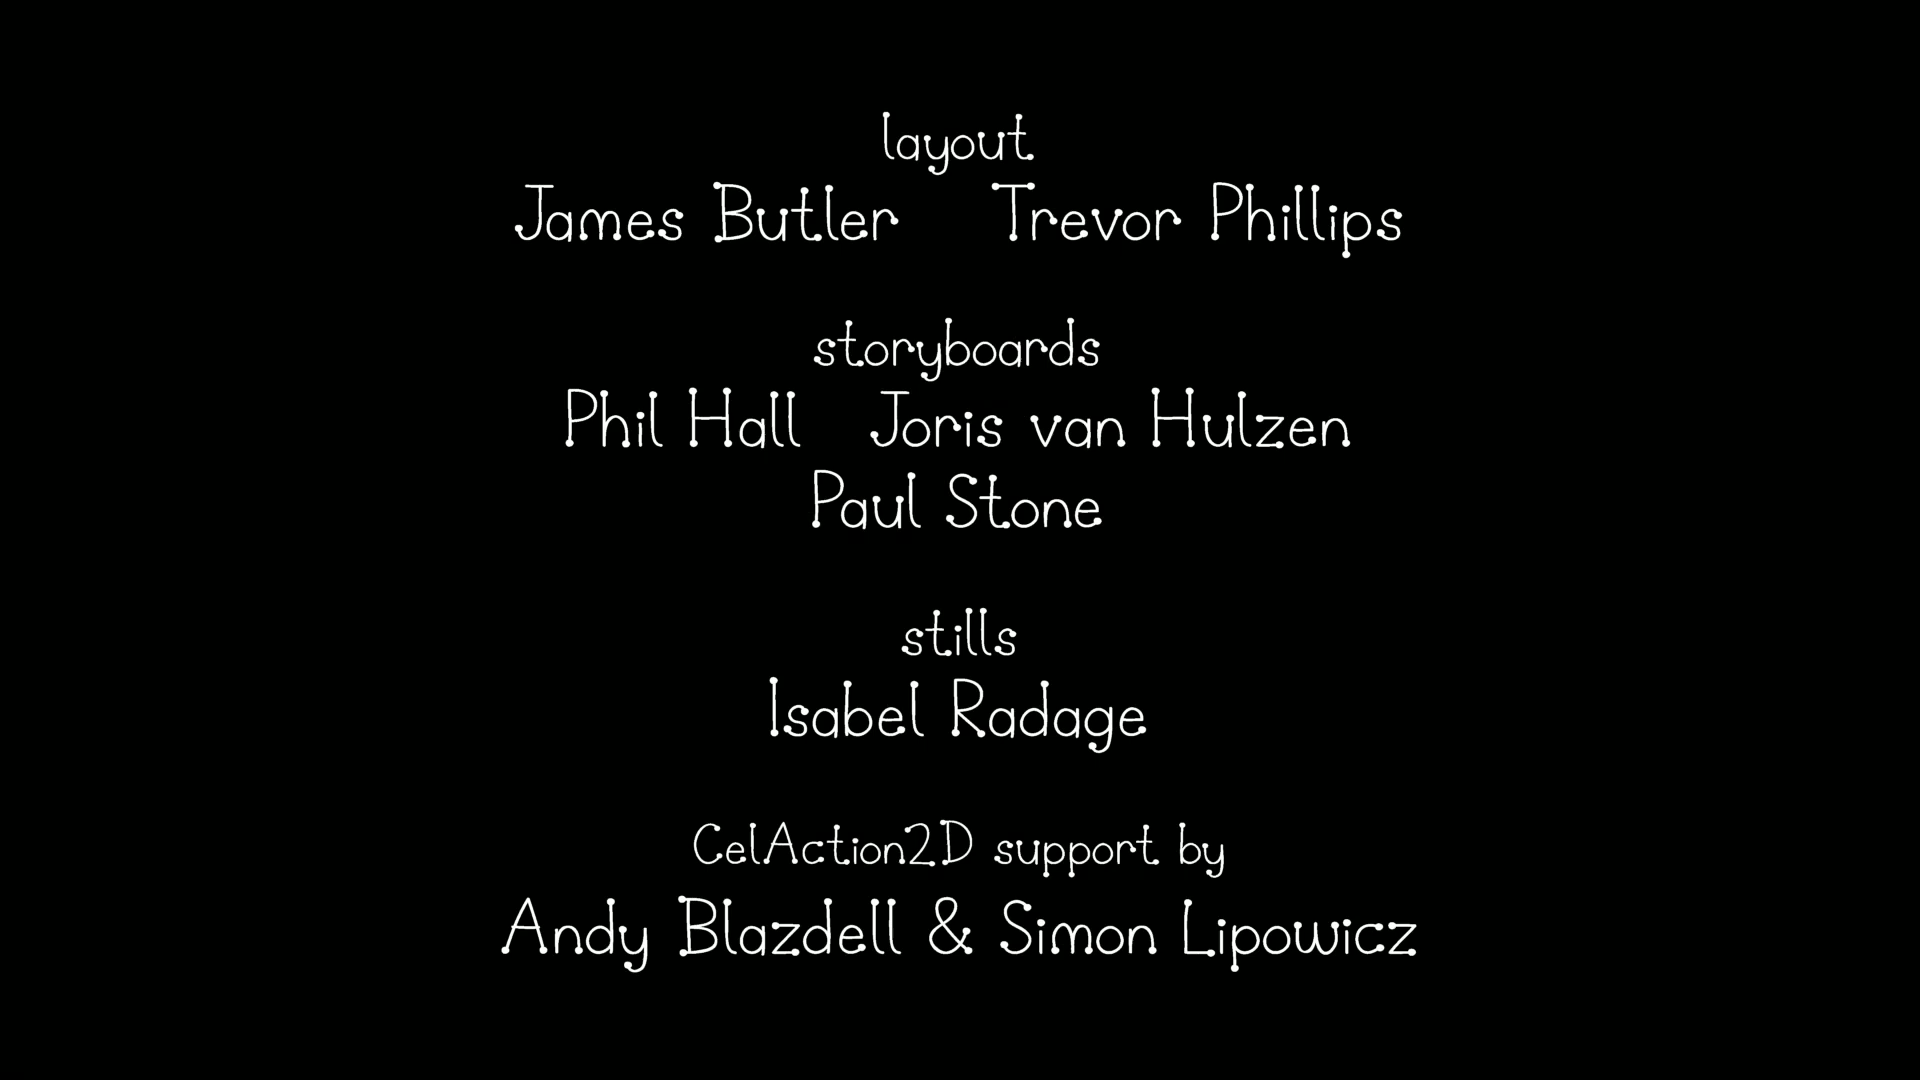 layout
James Butler Trevor Phillips
storyboards
Phil Hall Joris van Hulzen
Paul Stone
stills
Isabel Radage
CelAction2D support by
Andy Blazdell & Simon Lipowicz